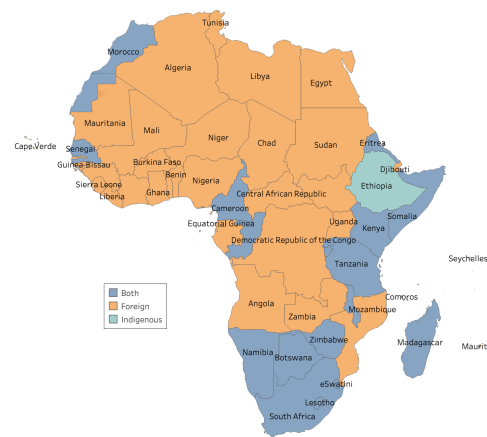 Tunisia
Morocco
Algeria
Libya
Egypt
Mauritania
Mali
Niger
Chad
Sudan
Eritrea
Cape Verde
Senegal
Guinea-Bissau
Burkina Faso
Benin
Djibouti
Sierra Leone
Liberia
Ghana
Nigeria
Central African Republic
Ethiopia
Cameroon
Somalia
Equatorial Guinea
Uganda
Kenya
Democratic Republic of the Congo
Tanzania
Seychelles
Both
Foreign
Indigenous
Angola
Zambia
Comoros
Mozambique
Zimbabwe
Madagascar
Maurit
Namibia
Botswana
eSwatini
Lesotho
South Africa